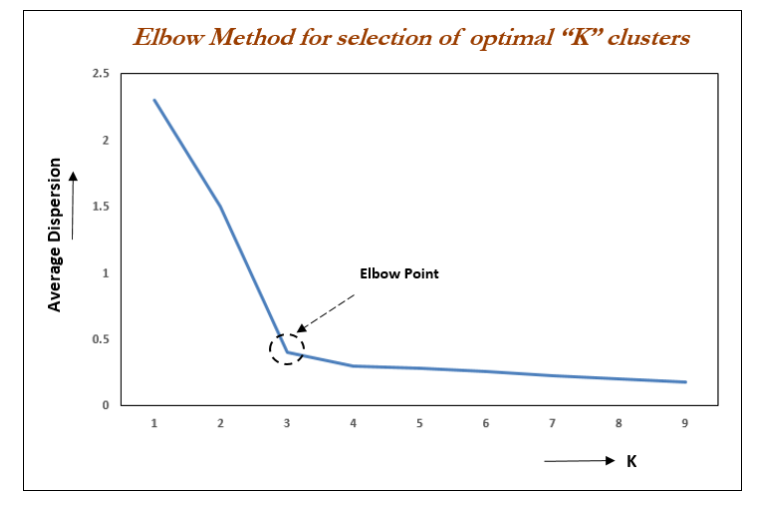 Elbow Method for selection of optimal “K” clusters
2.5
2
1.5
1
0.5
0
Average Dispersion
Elbow Point
1 2 3 4 5 6 7 8 9
K